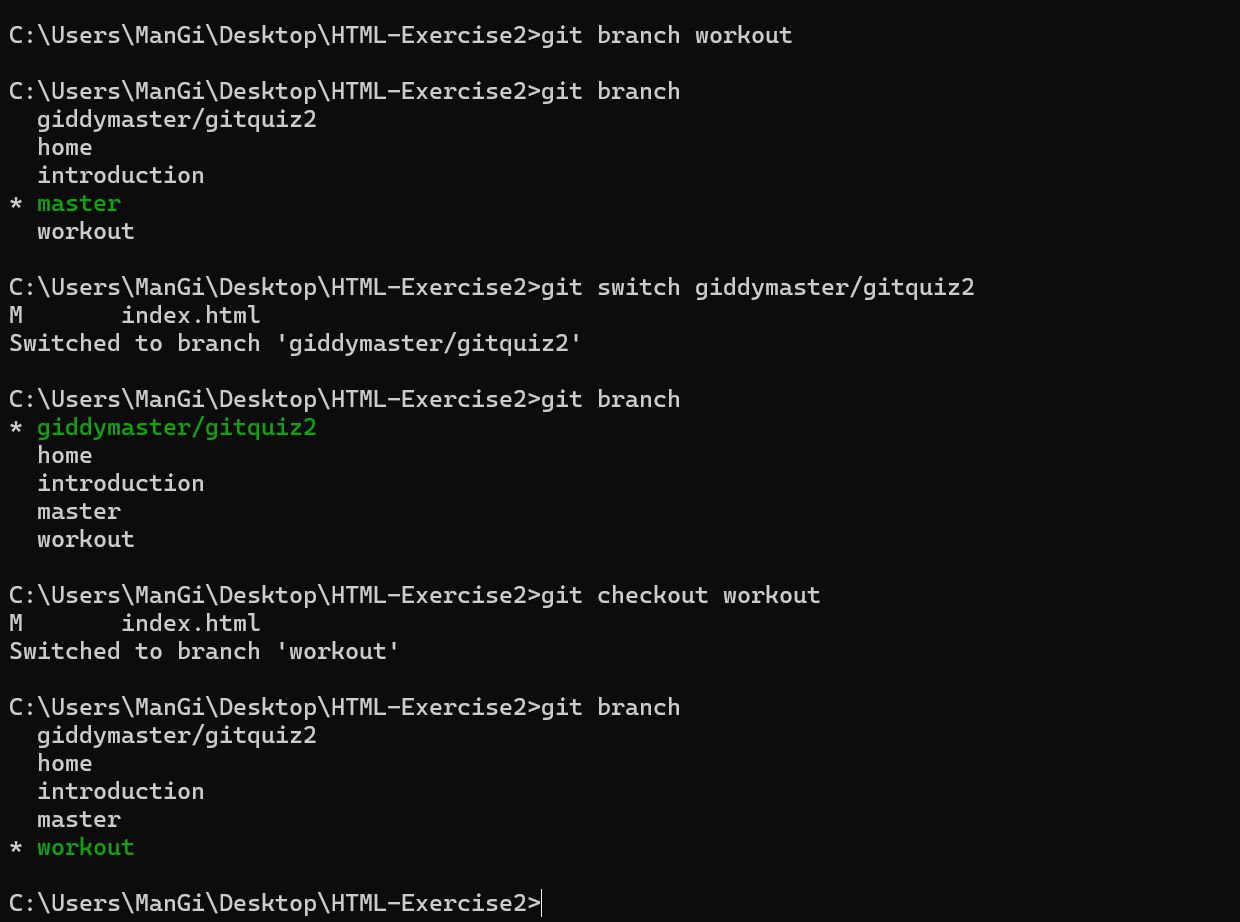 C:\Users\ManGi\Desktop\HTML-Exercise2>git branch workout
C:\Users\ManGi\Desktop\HTML-Exercise2>git branch
  giddymaster/gitquiz2
  home
  introduction
* master
  workout
C:\Users\ManGi\Desktop\HTML-Exercise2>git switch giddymaster/gitquiz2
M       index.html
Switched to branch 'giddymaster/gitquiz2'
C:\Users\ManGi\Desktop\HTML-Exercise2>git branch
* giddymaster/gitquiz2
  home
  introduction
  master
  workout
C:\Users\ManGi\Desktop\HTML-Exercise2>git checkout workout
M       index.html
Switched to branch 'workout'
C:\Users\ManGi\Desktop\HTML-Exercise2>git branch
  giddymaster/gitquiz2
  home
  introduction
  master
* workout
C:\Users\ManGi\Desktop\HTML-Exercise2>